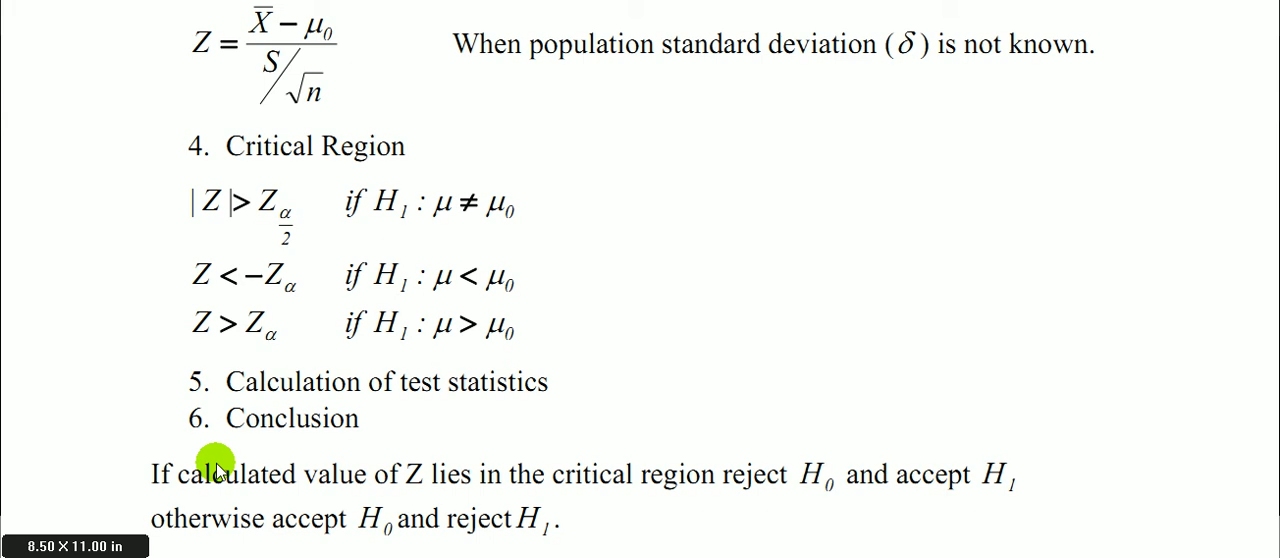 Z = (X̄ − μ₀) / (S/√n) When population standard deviation (δ) is not known.
4. Critical Region
|Z| > Z_{α/2} if H₁ : μ ≠ μ₀
Z < −Z_α if H₁ : μ < μ₀
Z > Z_α if H₁ : μ > μ₀
5. Calculation of test statistics
6. Conclusion
If calculated value of Z lies in the critical region reject H₀ and accept H₁
otherwise accept H₀ and reject H₁.
8.50 X 11.00 in